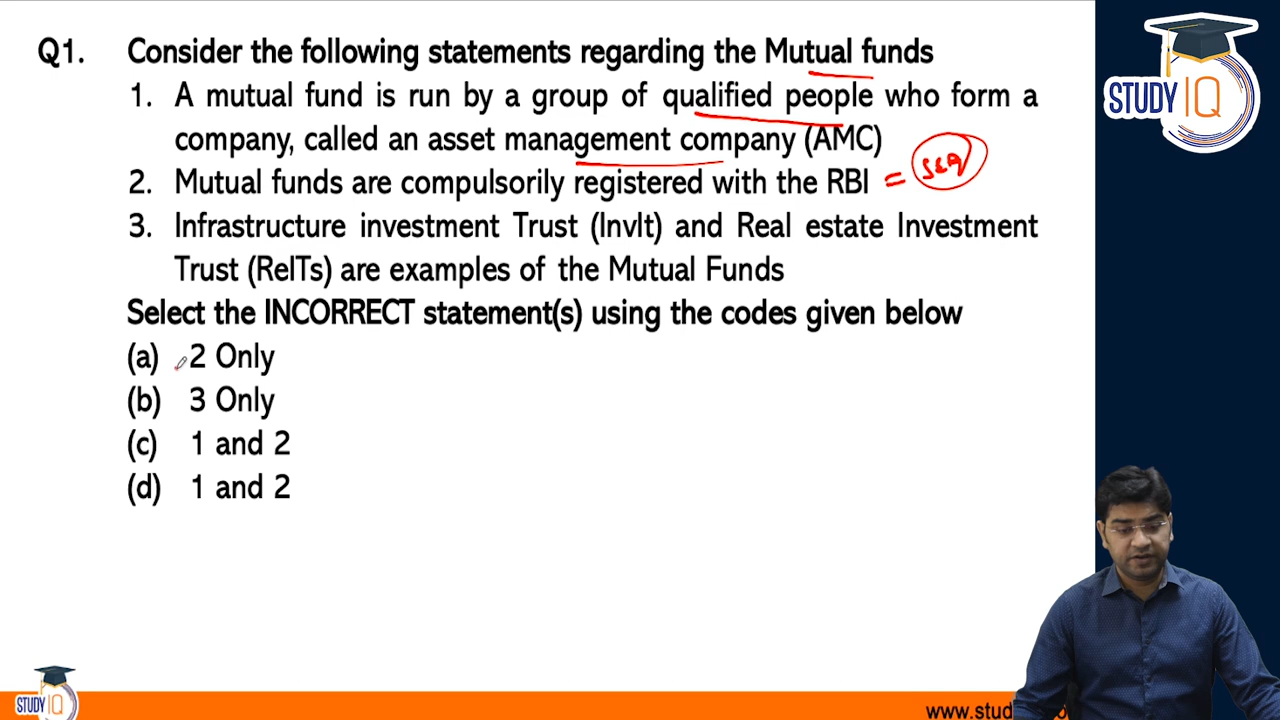 Q1. Consider the following statements regarding the Mutual funds
1. A mutual fund is run by a group of qualified people who form a
company, called an asset management company (AMC)
2. Mutual funds are compulsorily registered with the RBI =
3. Infrastructure investment Trust (InvIt) and Real estate Investment
Trust (ReITs) are examples of the Mutual Funds
Select the INCORRECT statement(s) using the codes given below
(a) 2 Only
(b) 3 Only
(c) 1 and 2
(d) 1 and 2
STUDY IQ
STUDY IQ